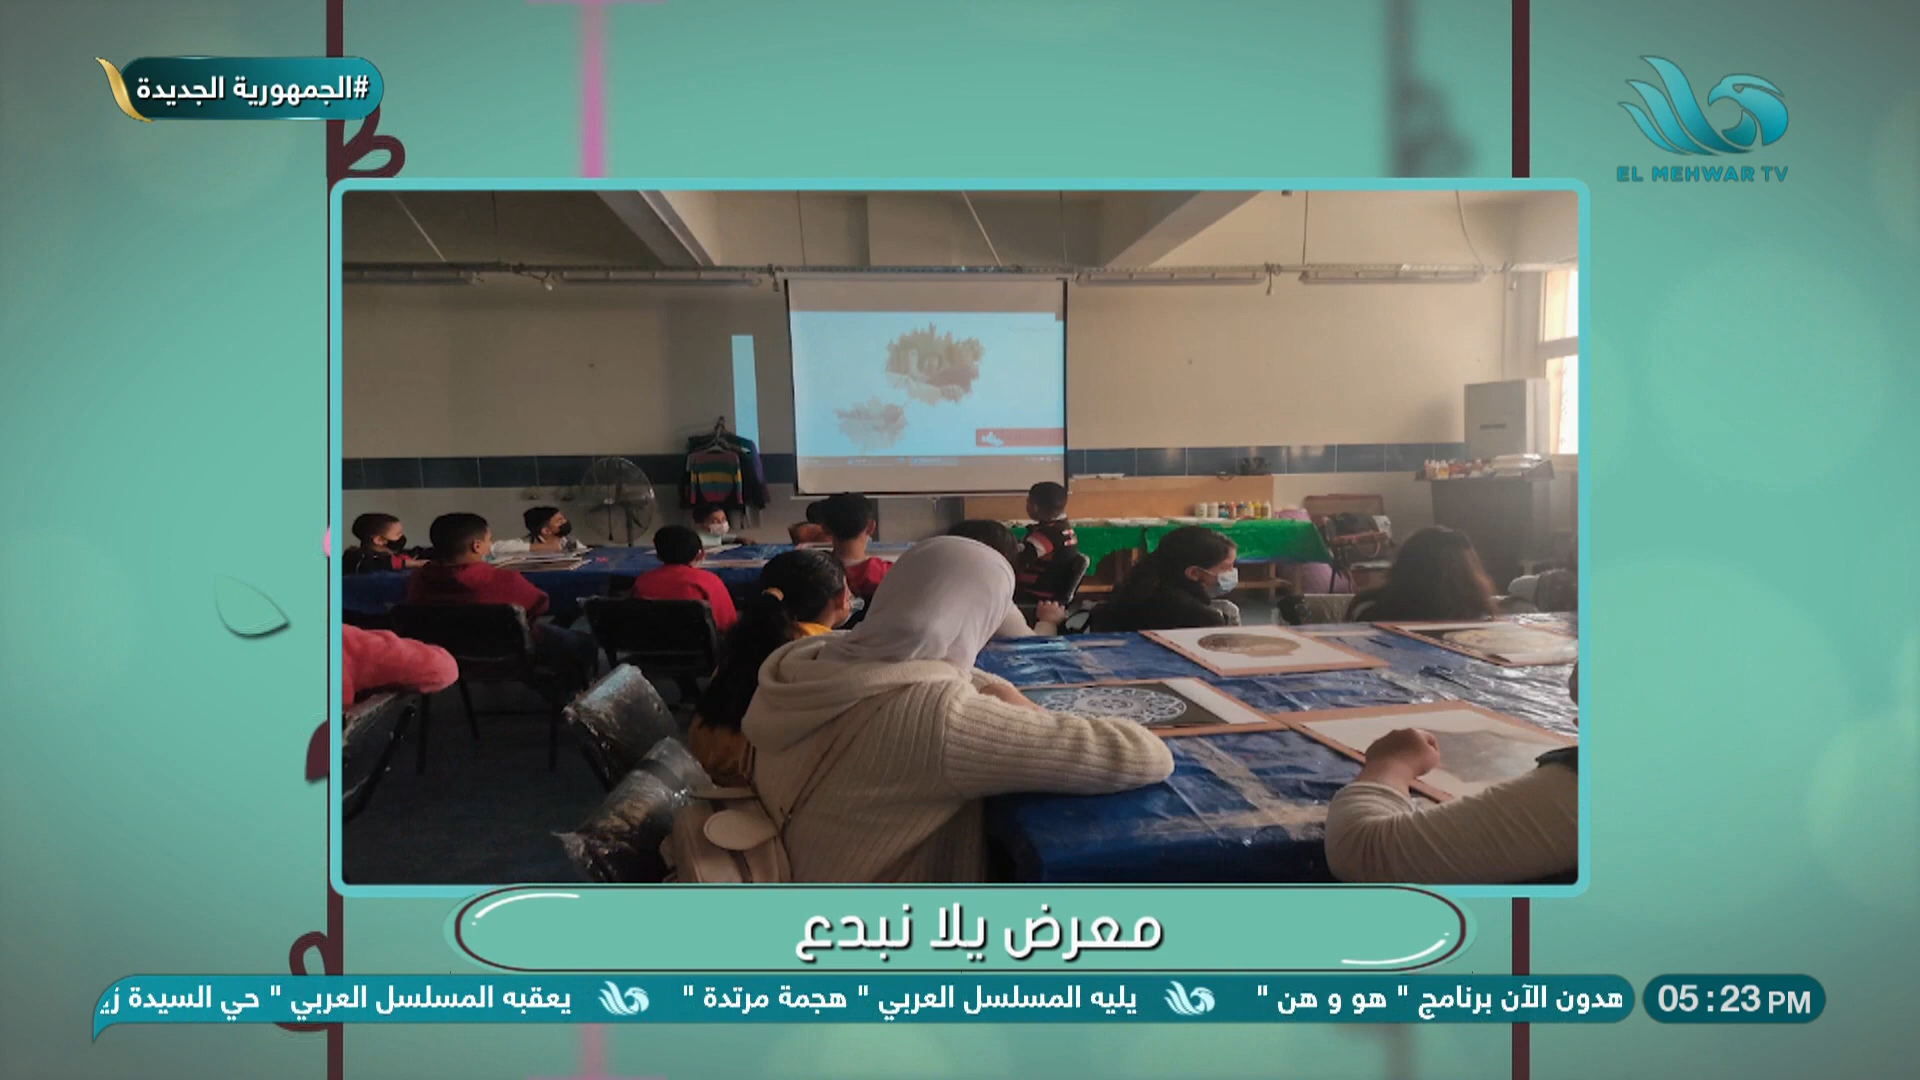 #الجمهورية الجديدة
EL MEHWAR TV
معرض يلا نبدع
هدون الآن برنامج " هو و هن "
يليه المسلسل العربي " هجمة مرتدة "
يعقبه المسلسل العربي " حي السيدة
05:23 PM